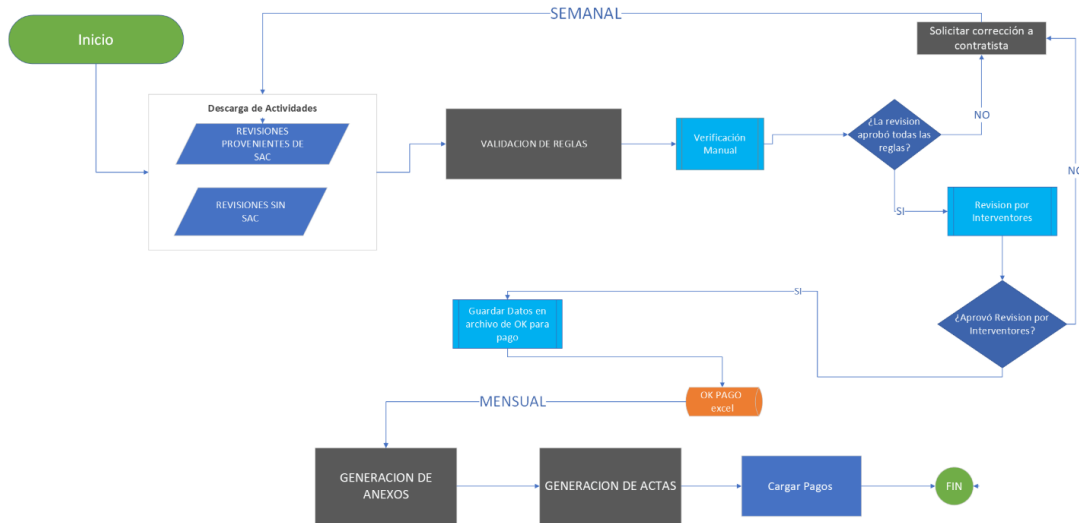 SEMANAL
Inicio
Solicitar corrección a
contratista
Descarga de Actividades
REVISIONES
PROVENIENTES DE
SAC
REVISIONES SIN
SAC
VALIDACION DE REGLAS
Verificación
Manual
¿La revision
aprobó todas las
reglas?
NO
NO
SI
Revision por
Interventores
¿Aprovó Revision por
Interventores?
SI
Guardar Datos en
archivo de OK para
pago
OK PAGO
excel
MENSUAL
GENERACION DE
ANEXOS
GENERACION DE ACTAS
Cargar Pagos
FIN